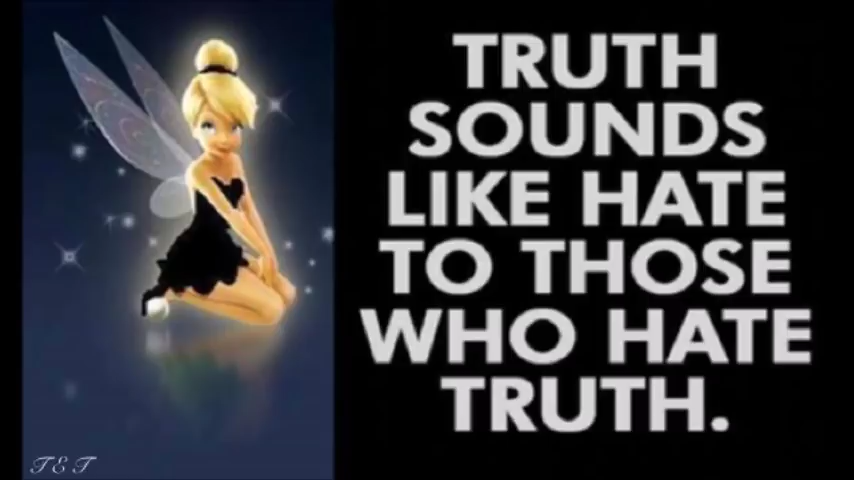 TRUTH
SOUNDS
LIKE HATE
TO THOSE
WHO HATE
TRUTH.
T&T